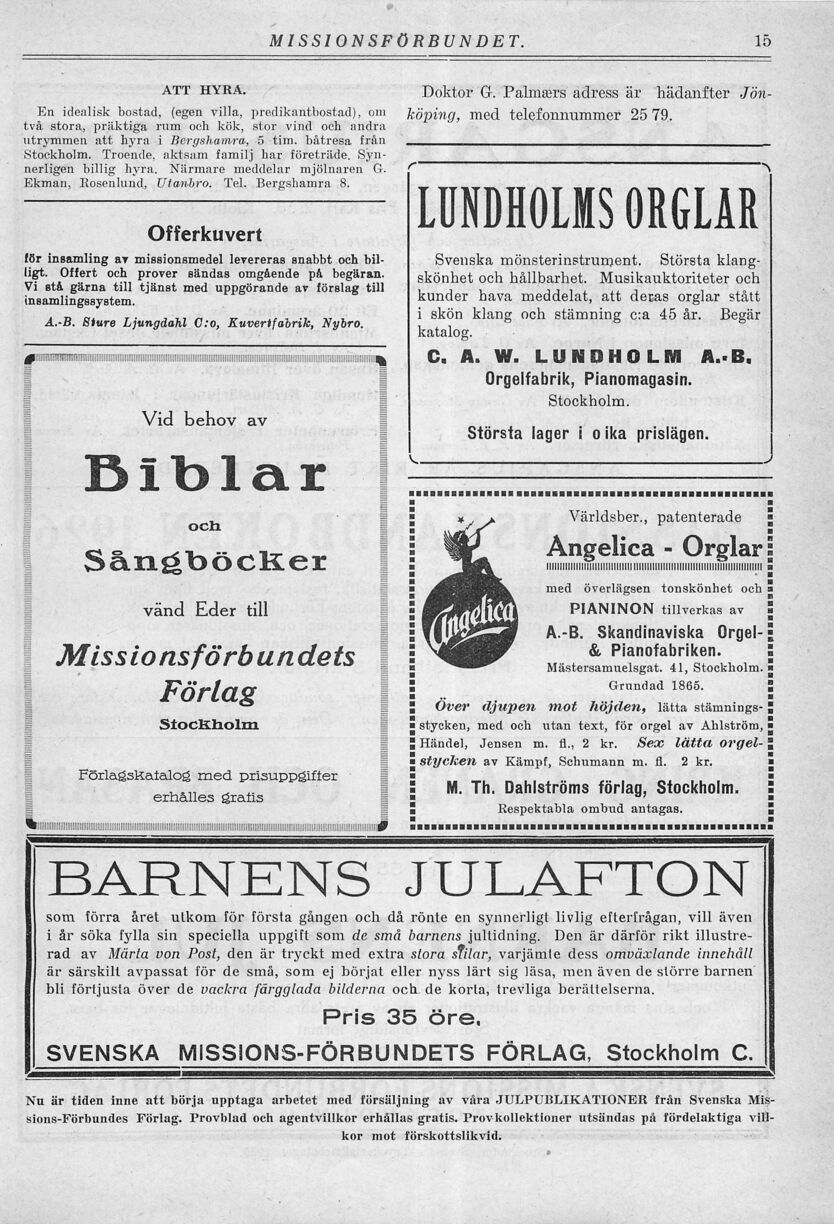 MISSIONSFÖRBUNDET. 15
ATT HYRA.
En idealisk bostad, (egen villa, predikantbostad), om
två stora, präktiga rum och kök, stor vind och andra
utrymmen att hyra i Bergshamra, 5 tim. båtresa från
Stockholm. Troende, aktsam familj har företräde. Syn-
nerligen billig hyra. Närmare meddelar mjölnaren G.
Ekman, Rosenlund, Utanbro. Tel. Bergshamra 8.
Offerkuvert
för insamling av missionsmedel levereras snabbt och bil-
ligt. Offert och prover sändas omgående på begäran.
Vi stå gärna till tjänst med uppgörande av förslag till
insamlingssystem.
A.-B. Sture Ljungdahl C:o, Kuvertfabrik, Nybro.
Vid behov av
Biblar
och
Sångböcker
vänd Eder till
Missionsförbundets
Förlag
Stockholm
Förlagskatalog med prisuppgifter
erhålles gratis
Doktor G. Palmærs adress är hädanfter Jön-
köping, med telefonnummer 25 79.
LUNDHOLMS ORGLAR
Svenska mönsterinstrument. Största klang-
skönhet och hållbarhet. Musikauktoriteter och
kunder hava meddelat, att deras orglar stått
i skön klang och stämning c:a 45 år. Begär
katalog.
C. A. W. LUNDHOLM A.-B.
Orgelfabrik, Pianomagasin.
Stockholm.
Största lager i o ika prislägen.
Världsber., patenterade
Angelica - Orglar
Angelica
med överlägsen tonskönhet och
PIANINON tillverkas av
A.-B. Skandinaviska Orgel-
& Pianofabriken.
Mästersamuelsgat. 41, Stockholm.
Grundad 1865.
Över djupen mot höjden, lätta stämnings-
stycken, med och utan text, för orgel av Ahlström,
Händel, Jensen m. fl., 2 kr. Sex lätta orgel-
stycken av Kämpf, Schumann m. fl. 2 kr.
M. Th. Dahlströms förlag, Stockholm.
Respektabla ombud antagas.
BARNENS JULAFTON
som förra året utkom för första gången och då rönte en synnerligt livlig efterfrågan, vill även
i år söka fylla sin speciella uppgift som de små barnens jultidning. Den är därför rikt illustre-
rad av Märta von Post, den är tryckt med extra stora stilar, varjämte dess omväxlande innehåll
är särskilt avpassat för de små, som ej börjat eller nyss lärt sig läsa, men även de större barnen
bli förtjusta över de vackra färgglada bilderna och de korta, trevliga berättelserna.
Pris 35 öre.
SVENSKA MISSIONS-FÖRBUNDETS FÖRLAG, Stockholm C.
Nu är tiden inne att börja upptaga arbetet med försäljning av våra JULPUBLIKATIONER från Svenska Mis-
sions-Förbundes Förlag. Provblad och agentvillkor erhållas gratis. Provkollektioner utsändas på fördelaktiga vill-
kor mot förskottslikvid.